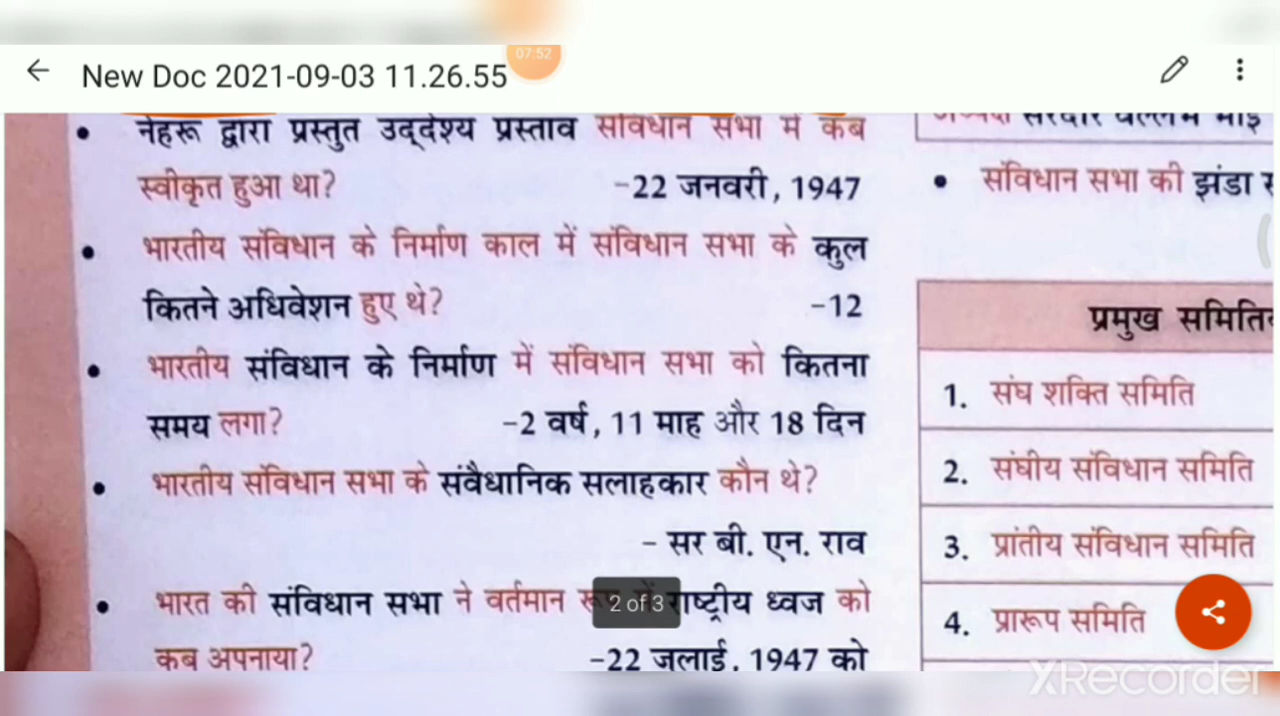 07:52
New Doc 2021-09-03 11.26.55
नेहरू द्वारा प्रस्तुत उद्देश्य प्रस्ताव संविधान सभा में कब
स्वीकृत हुआ था? -22 जनवरी, 1947
भारतीय संविधान के निर्माण काल में संविधान सभा के कुल
कितने अधिवेशन हुए थे? -12
भारतीय संविधान के निर्माण में संविधान सभा को कितना
समय लगा? -2 वर्ष, 11 माह और 18 दिन
भारतीय संविधान सभा के संवैधानिक सलाहकार कौन थे?
- सर बी. एन. राव
भारत की संविधान सभा ने वर्तमान रूप में राष्ट्रीय ध्वज को
कब अपनाया? -22 जुलाई, 1947 को
2 of 3
सरदार वल्लभ भाई
संविधान सभा की झंडा
प्रमुख
1. संघ शक्ति समिति
2. संघीय संविधान समिति
3. प्रांतीय संविधान समिति
4. प्रारूप समिति
XRecorder